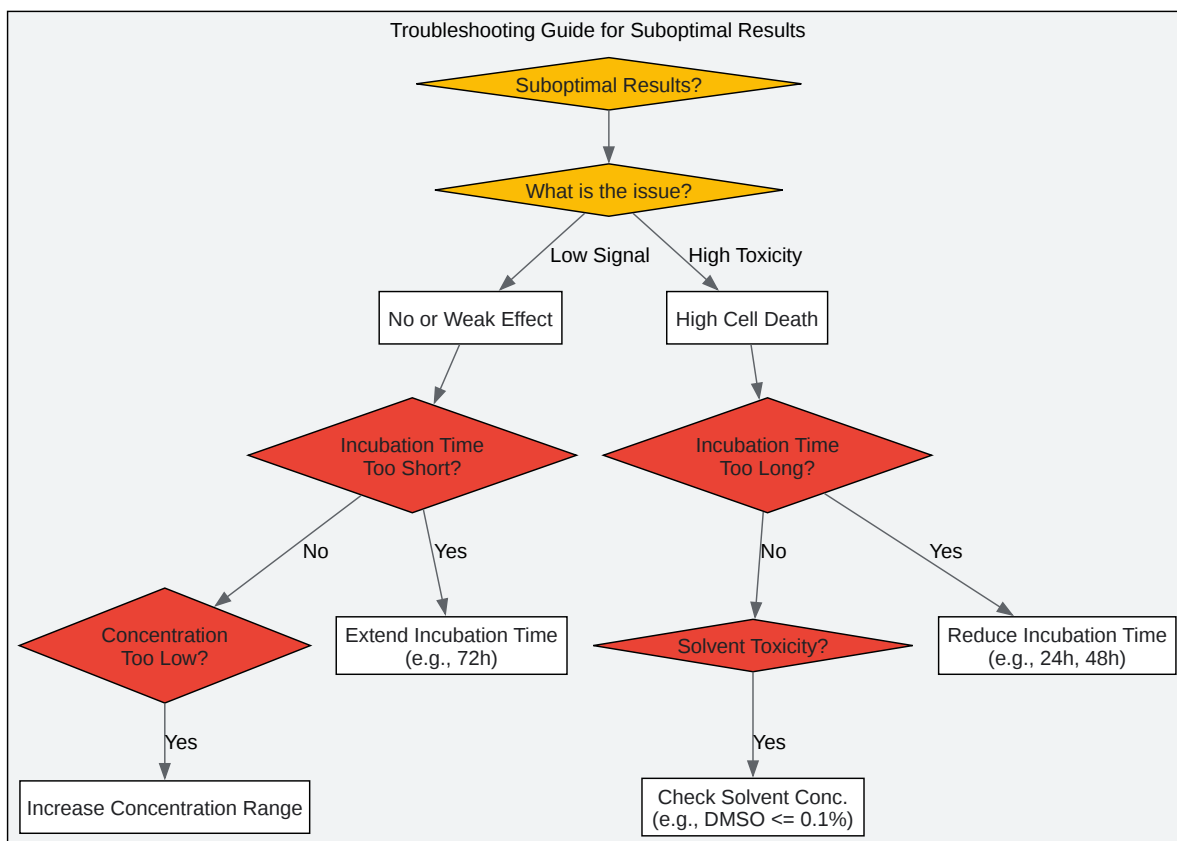 Troubleshooting Guide for Suboptimal Results
Suboptimal Results?
What is the issue?
Low Signal
High Toxicity
No or Weak Effect
High Cell Death
Incubation Time
Too Short?
Incubation Time
Too Long?
No
Yes
No
Yes
Concentration
Too Low?
Extend Incubation Time
(e.g., 72h)
Solvent Toxicity?
Reduce Incubation Time
(e.g., 24h, 48h)
Yes
Yes
Increase Concentration Range
Check Solvent Conc.
(e.g., DMSO <= 0.1%)